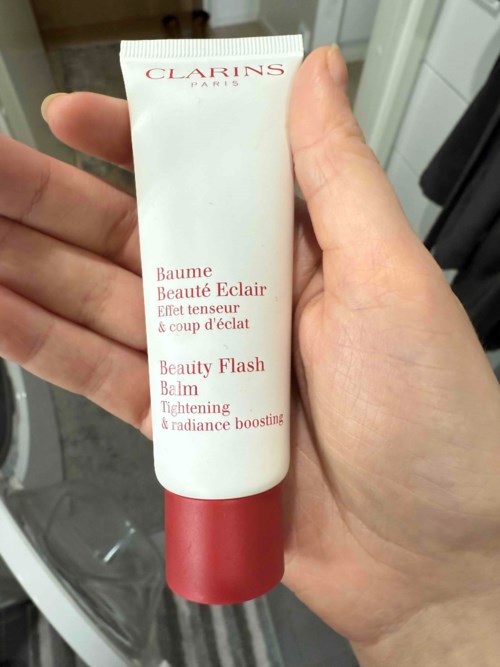 CLARINS
PARIS
Baume
Beauté Eclair
Effet tenseur
& coup d'éclat
Beauty Flash
Balm
Tightening
& radiance boosting